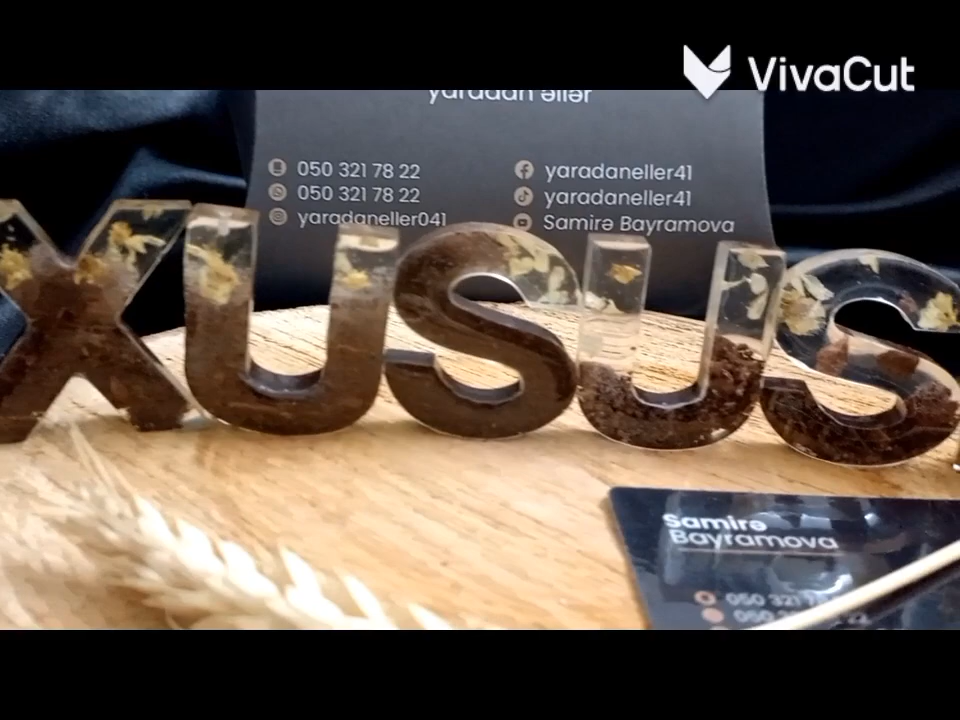 VivaCut
yaradan əllər
050 321 78 22
050 321 78 22
yaradaneller041
yaradaneller41
yaradaneller41
Samirə Bayramova
XUSUS
Samirə
Bayramova
050 321
050